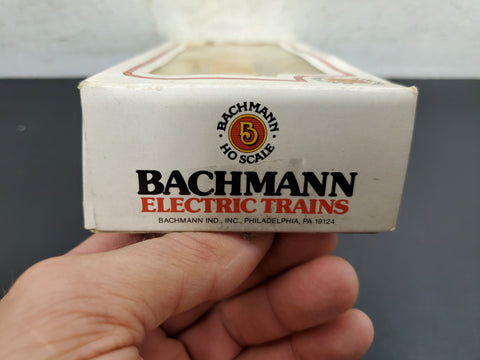 · BACHMANN ·
B
HO SCALE
BACHMANN
ELECTRIC TRAINS
BACHMANN IND., INC., PHILADELPHIA, PA 19124